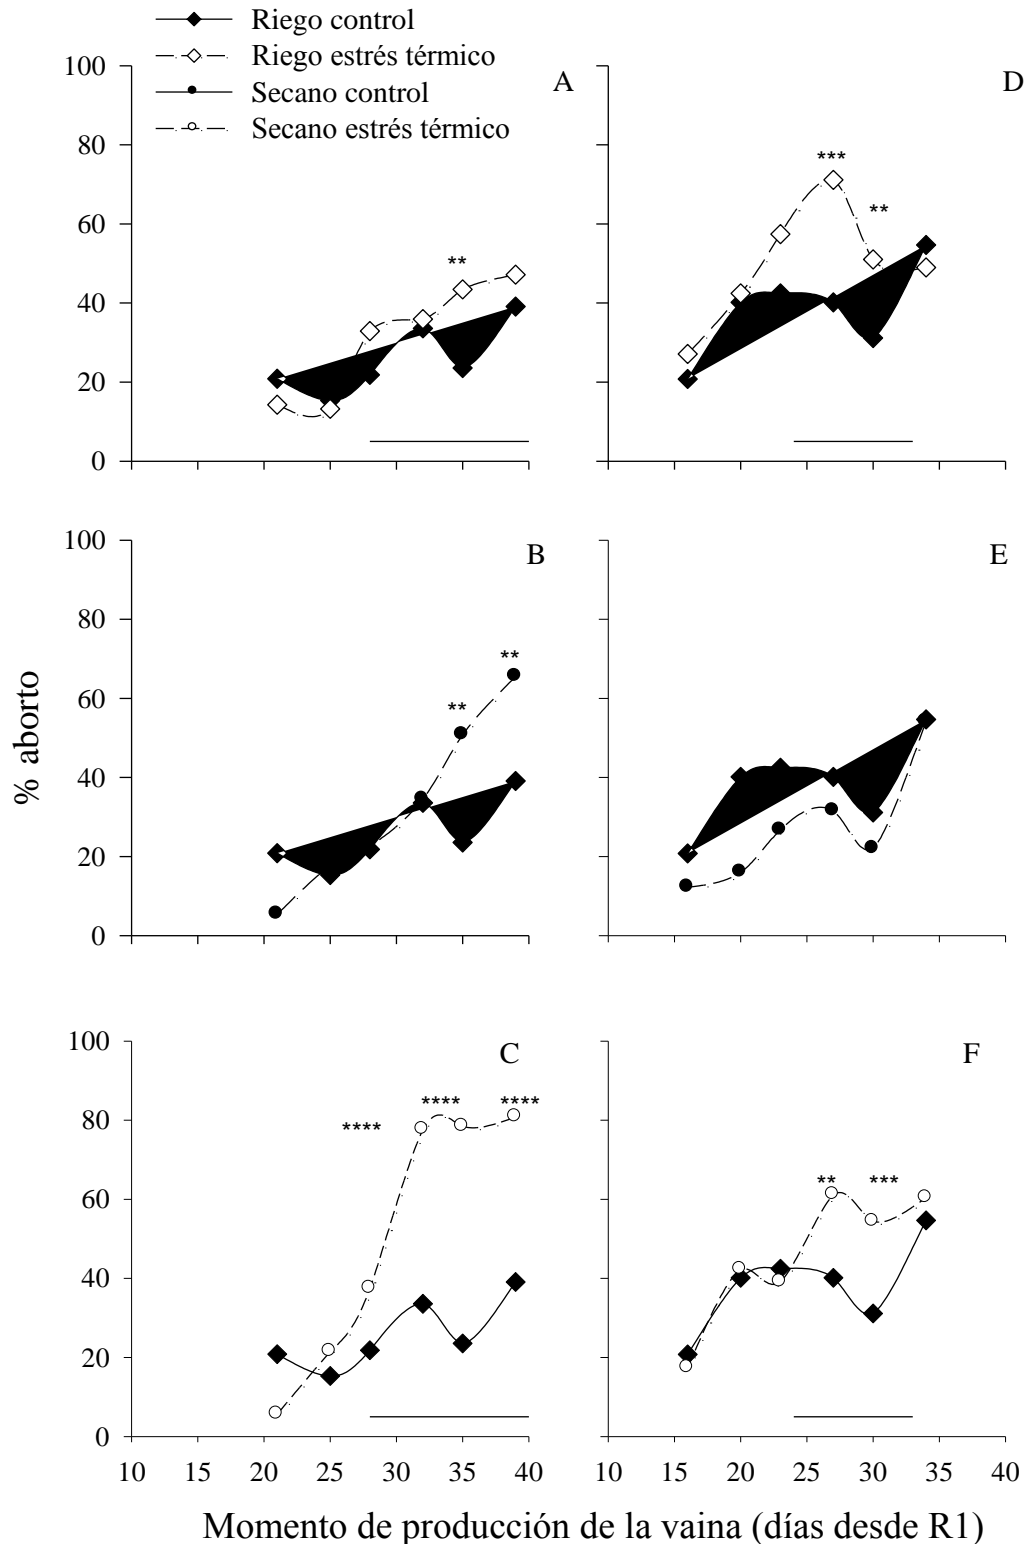 Riego control
Riego estrés térmico
Secano control
Secano estrés térmico
100
80
60
40
20
0
A
**
D
***
**
100
80
60
40
20
0
B
**
**
E
% aborto
100
80
60
40
20
0
C
****
****
****
F
**
***
10 15 20 25 30 35 40
10 15 20 25 30 35 40
Momento de producción de la vaina (días desde R1)